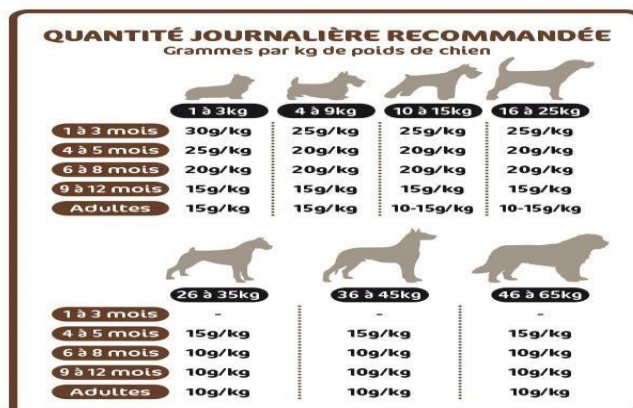 QUANTITÉ JOURNALIÈRE RECOMMANDÉE
Grammes par kg de poids de chien
1 à 3kg 4 à 9kg 10 à 15kg 16 à 25kg
1 à 3 mois 30g/kg 25g/kg 25g/kg 25g/kg
4 à 5 mois 25g/kg 20g/kg 20g/kg 20g/kg
6 à 8 mois 20g/kg 20g/kg 20g/kg 20g/kg
9 à 12 mois 15g/kg 15g/kg 15g/kg 15g/kg
Adultes 15g/kg 15g/kg 10-15g/kg 10-15g/kg
26 à 35kg 36 à 45kg 46 à 65kg
1 à 3 mois - - -
4 à 5 mois 15g/kg 15g/kg 15g/kg
6 à 8 mois 10g/kg 10g/kg 10g/kg
9 à 12 mois 10g/kg 10g/kg 10g/kg
Adultes 10g/kg 10g/kg 10g/kg